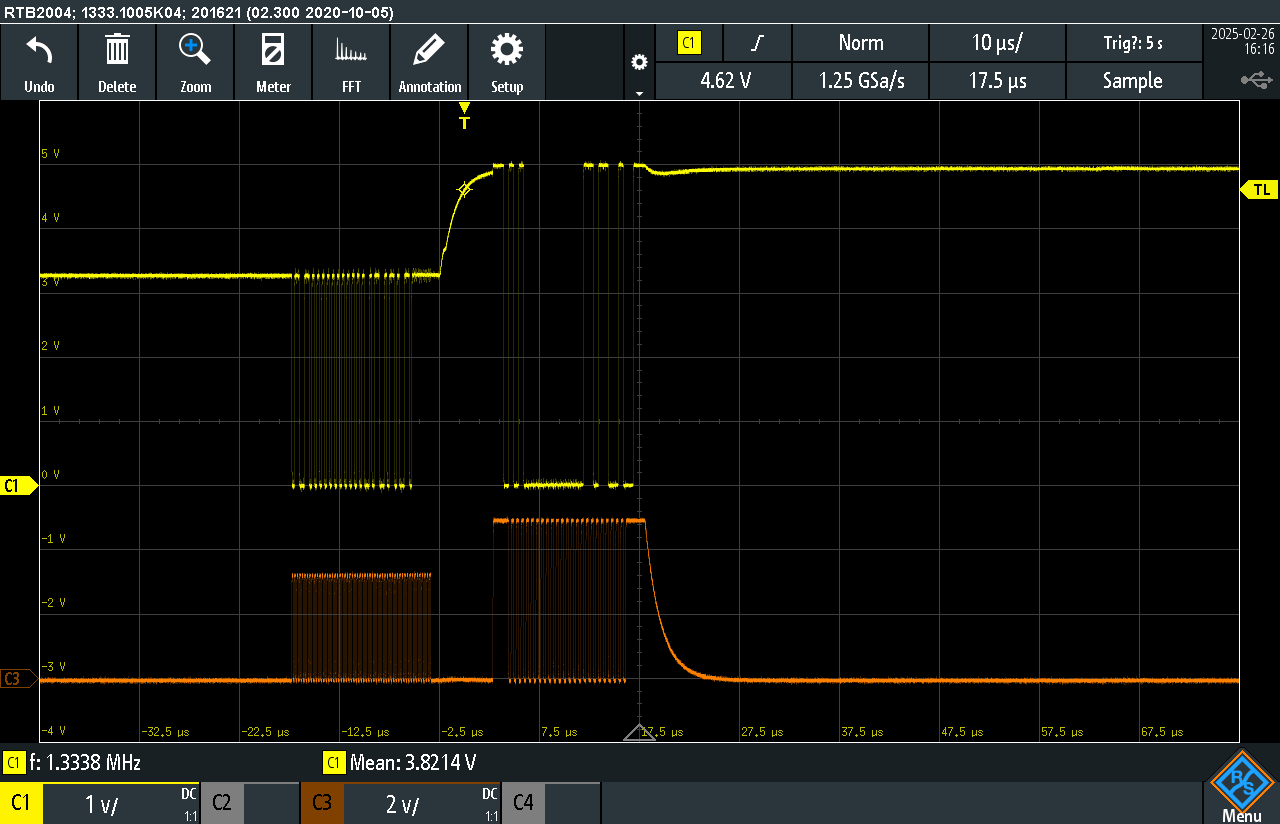 RTB2004; 1333.1005K04; 201621 (02.300 2020-10-05)
Undo
Delete
Zoom
Meter
FFT
Annotation
Setup
C1
Norm
10 µs/
Trig?: 5 s
4.62 V
1.25 GSa/s
17.5 µs
Sample
2025-02-26
16:16
T
5 V
4 V
3 V
2 V
1 V
0 V
-1 V
-2 V
-3 V
-4 V
TL
C1
C3
-32.5 µs
-22.5 µs
-12.5 µs
-2.5 µs
7.5 µs
17.5 µs
27.5 µs
37.5 µs
47.5 µs
57.5 µs
67.5 µs
C1 f: 1.3338 MHz
C1 Mean: 3.8214 V
C1
1 V/
DC
1:1
C2
C3
2 V/
DC
1:1
C4
R
S
Menu